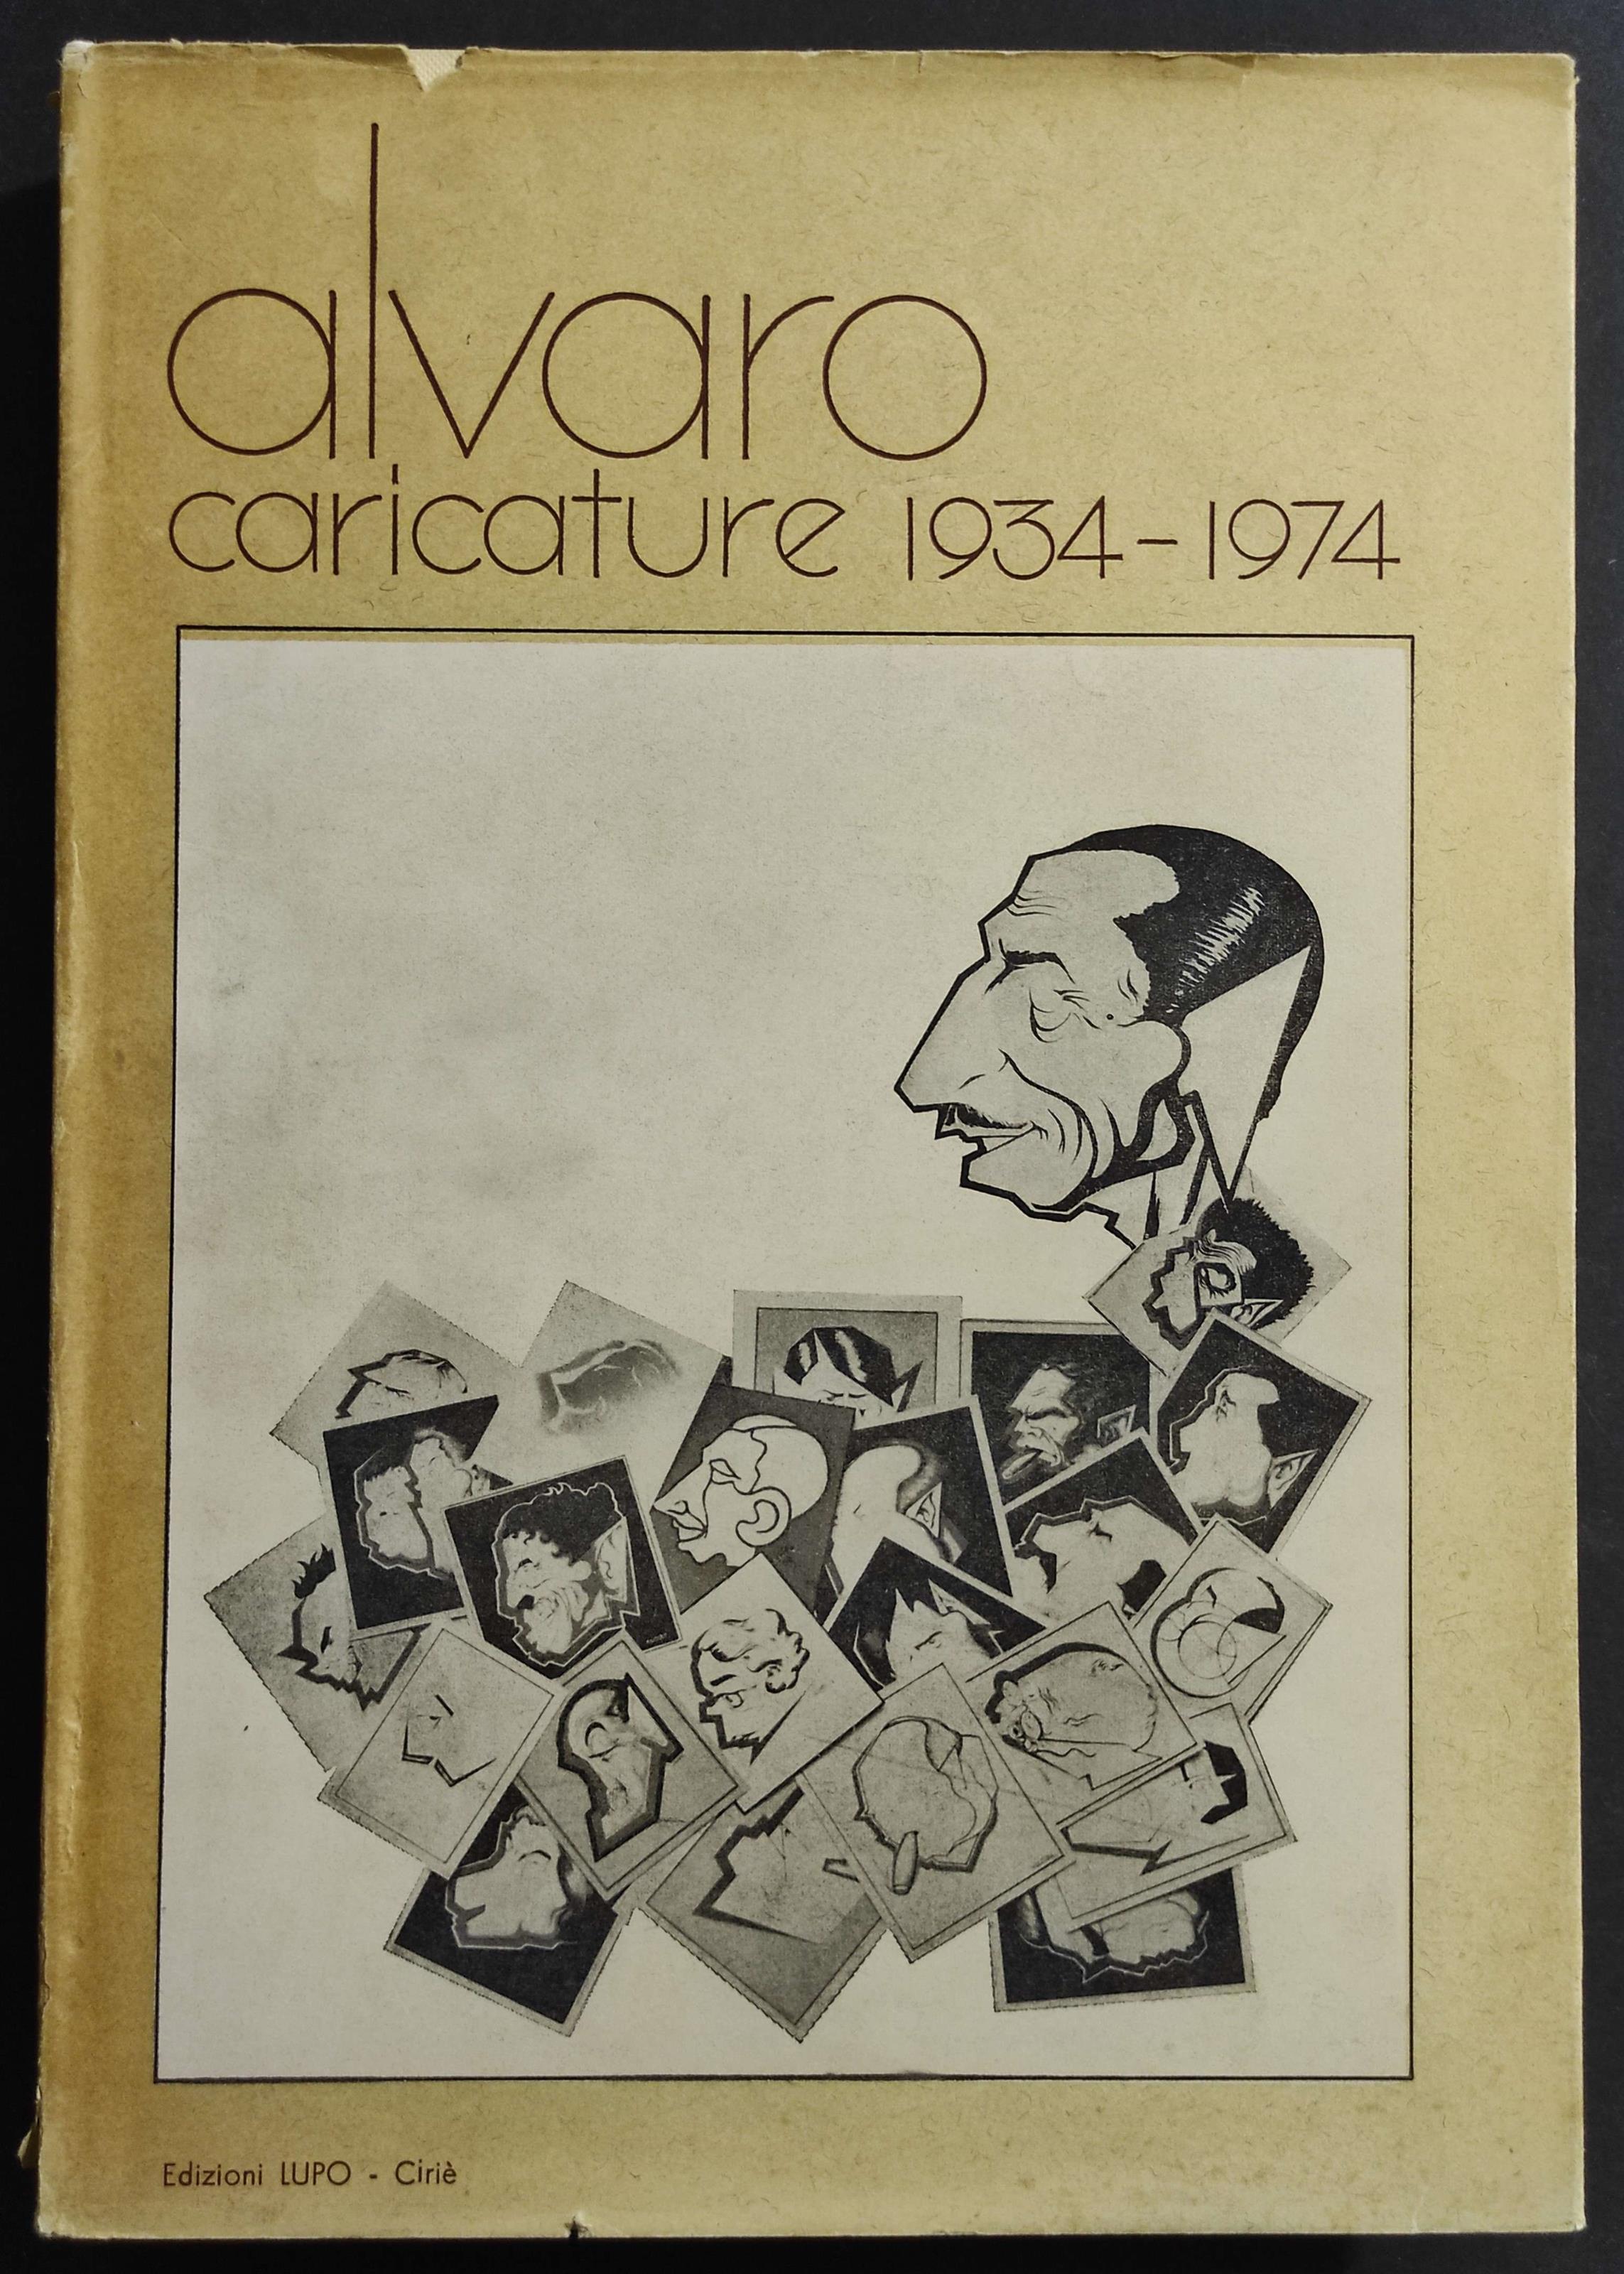 alvaro
caricature 1934-1974
Edizioni LUPO - Ciriè